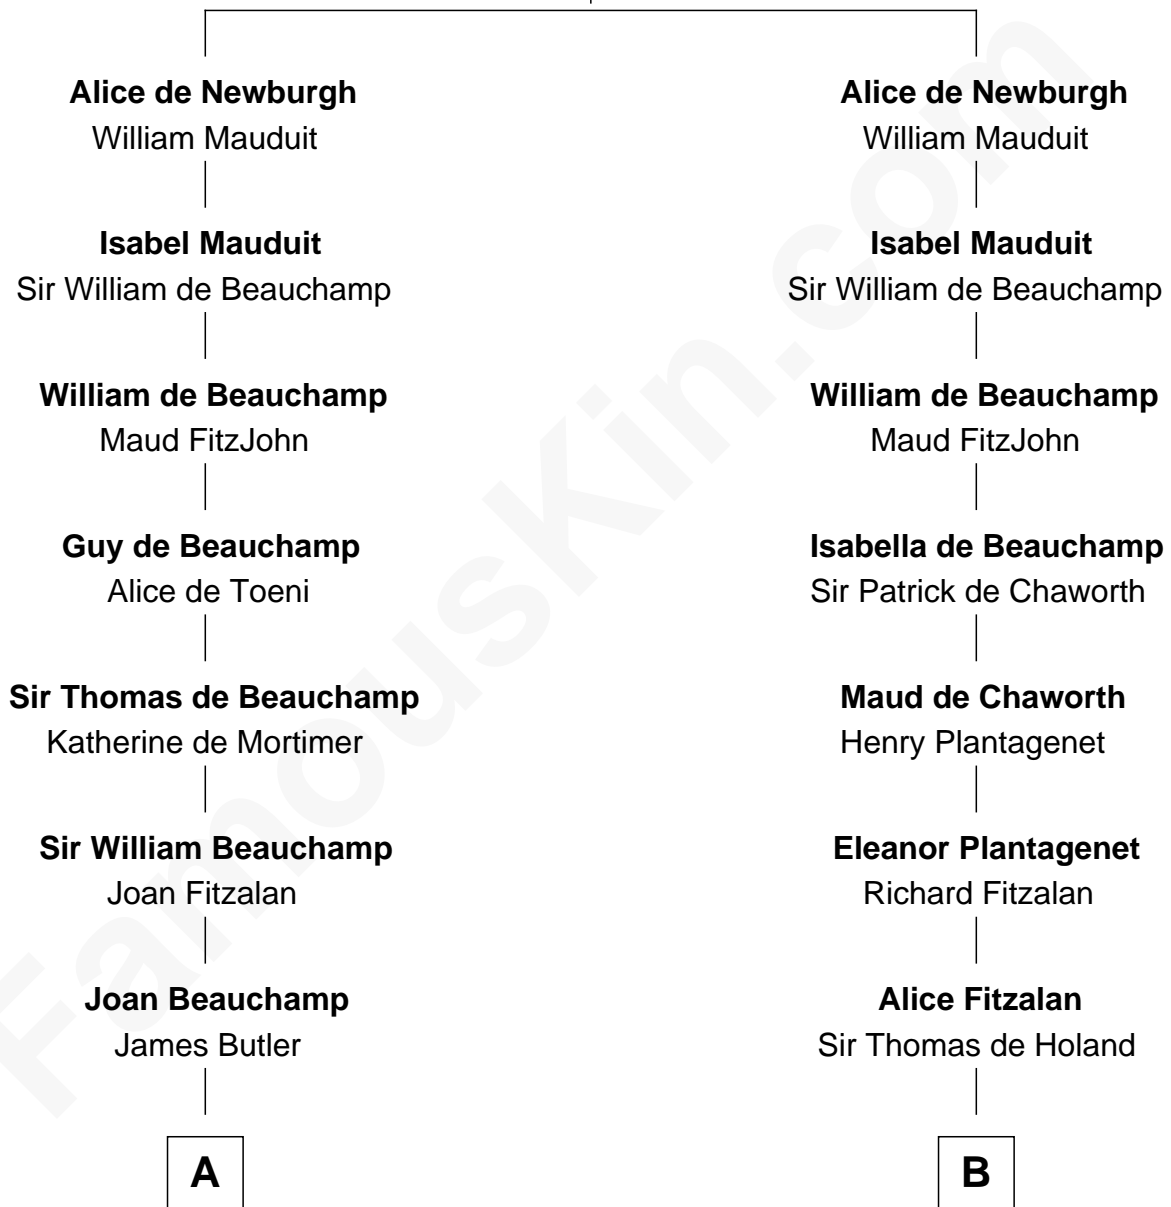 Alice de Newburgh
William Mauduit
Isabel Mauduit
Sir William de Beauchamp
William de Beauchamp
Maud FitzJohn
Guy de Beauchamp
Alice de Toeni
Sir Thomas de Beauchamp
Katherine de Mortimer
Sir William Beauchamp
Joan Fitzalan
Joan Beauchamp
James Butler
A
Alice de Newburgh
William Mauduit
Isabel Mauduit
Sir William de Beauchamp
William de Beauchamp
Maud FitzJohn
Isabella de Beauchamp
Sir Patrick de Chaworth
Maud de Chaworth
Henry Plantagenet
Eleanor Plantagenet
Richard Fitzalan
Alice Fitzalan
Sir Thomas de Holand
B
FamousKin.com